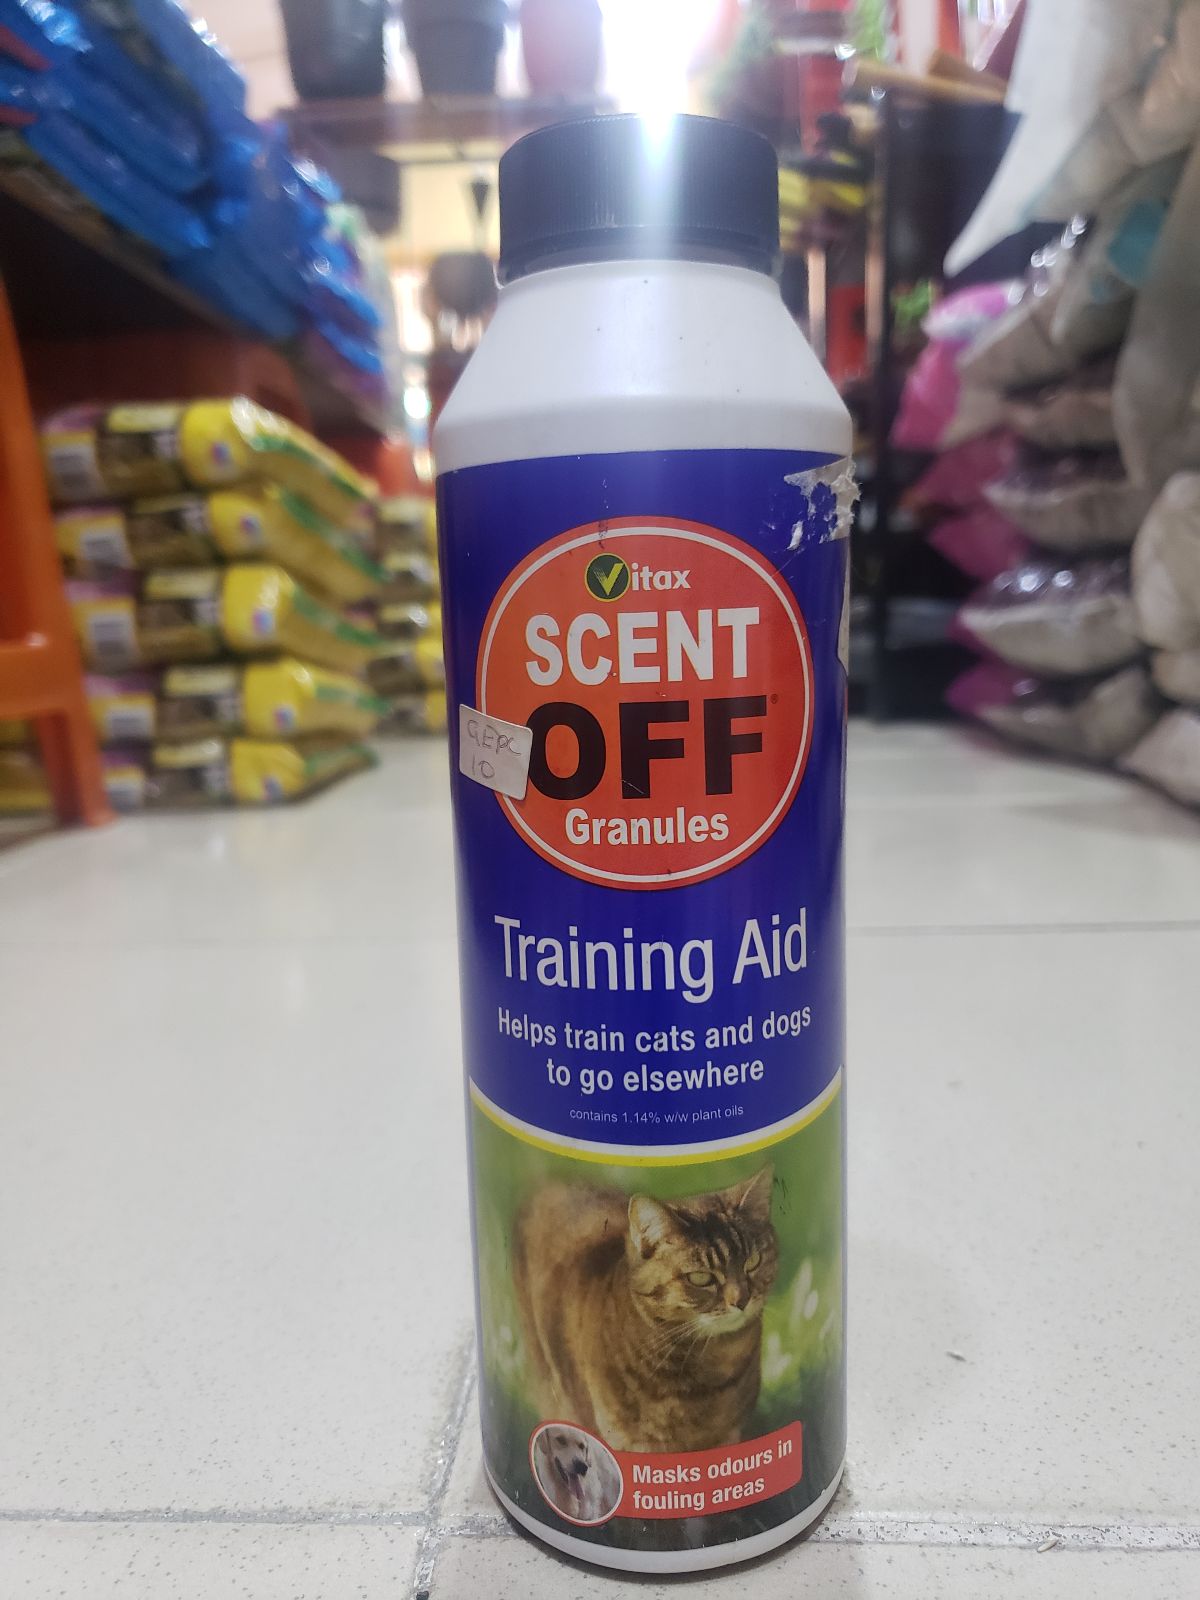 Vitax
SCENT
OFF®
Granules
10
Training Aid
Helps train cats and dogs
to go elsewhere
contains 1.14% w/w plant oils
Masks odours in
fouling areas